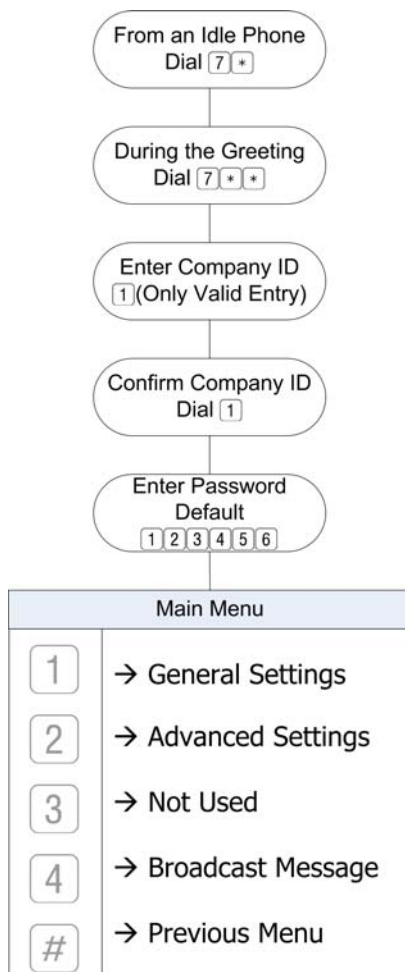 From an Idle Phone
Dial 7 *
During the Greeting
Dial 7 * *
Enter Company ID
1 (Only Valid Entry)
Confirm Company ID
Dial 1
Enter Password
Default
1 2 3 4 5 6
Main Menu
1 → General Settings
2 → Advanced Settings
3 → Not Used
4 → Broadcast Message
# → Previous Menu